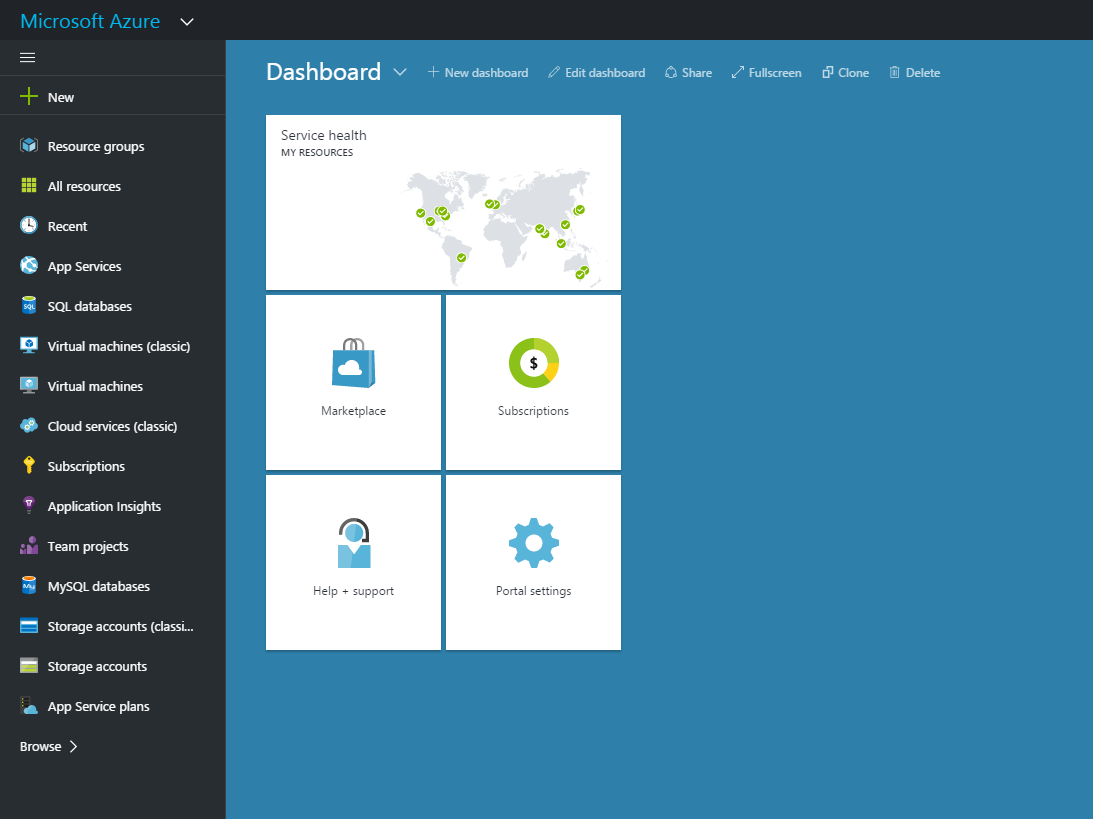 Microsoft Azure
Dashboard
New dashboard
Edit dashboard
Share
Fullscreen
Clone
Delete
New
Resource groups
All resources
Recent
App Services
SQL databases
Virtual machines (classic)
Virtual machines
Cloud services (classic)
Subscriptions
Application Insights
Team projects
MySQL databases
Storage accounts (classi...
Storage accounts
App Service plans
Browse
Service health
MY RESOURCES
Marketplace
$
Subscriptions
Help + support
Portal settings
SQL
My